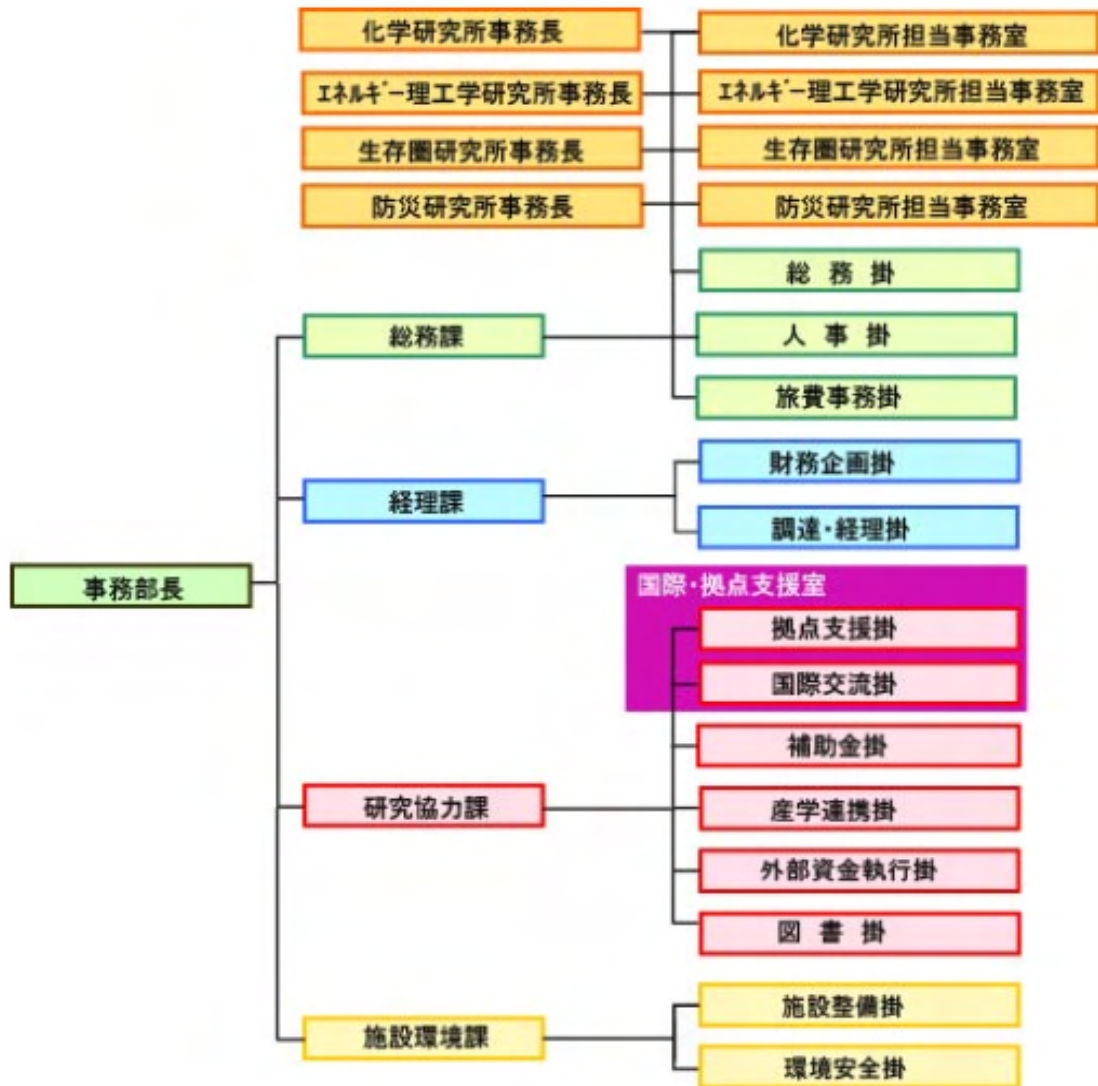 化学研究所事務長
化学研究所担当事務室
エネルギー理工学研究所事務長
エネルギー理工学研究所担当事務室
生存圏研究所事務長
生存圏研究所担当事務室
防災研究所事務長
防災研究所担当事務室
総務掛
総務課
人事掛
旅費事務掛
財務企画掛
経理課
調達・経理掛
事務部長
国際・拠点支援室
拠点支援掛
国際交流掛
補助金掛
研究協力課
産学連携掛
外部資金執行掛
図書掛
施設整備掛
施設環境課
環境安全掛